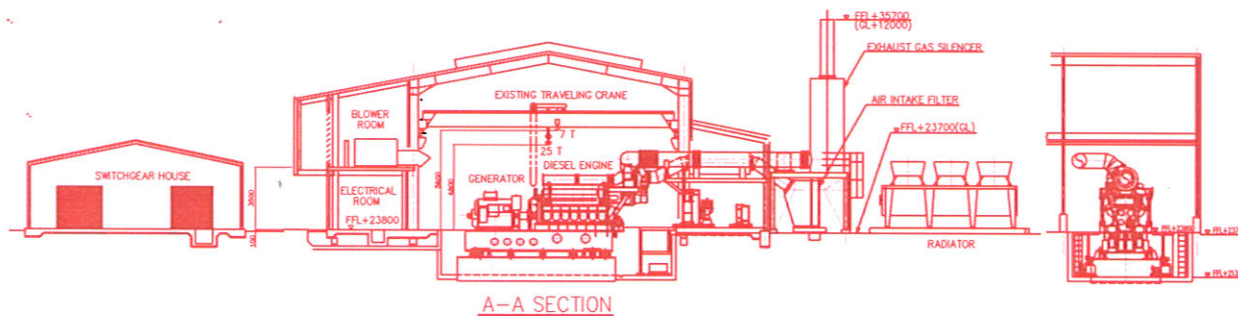 FFL+35700
(GL+12000)
EXHAUST GAS SILENCER
EXISTING TRAVELING CRANE
AIR INTAKE FILTER
BLOWER
ROOM
7 T
FFL+23700(GL)
25 T
DIESEL ENGINE
SWITCHGEAR HOUSE
GENERATOR
ELECTRICAL
ROOM
FFL+23800
100
RADIATOR
A-A SECTION